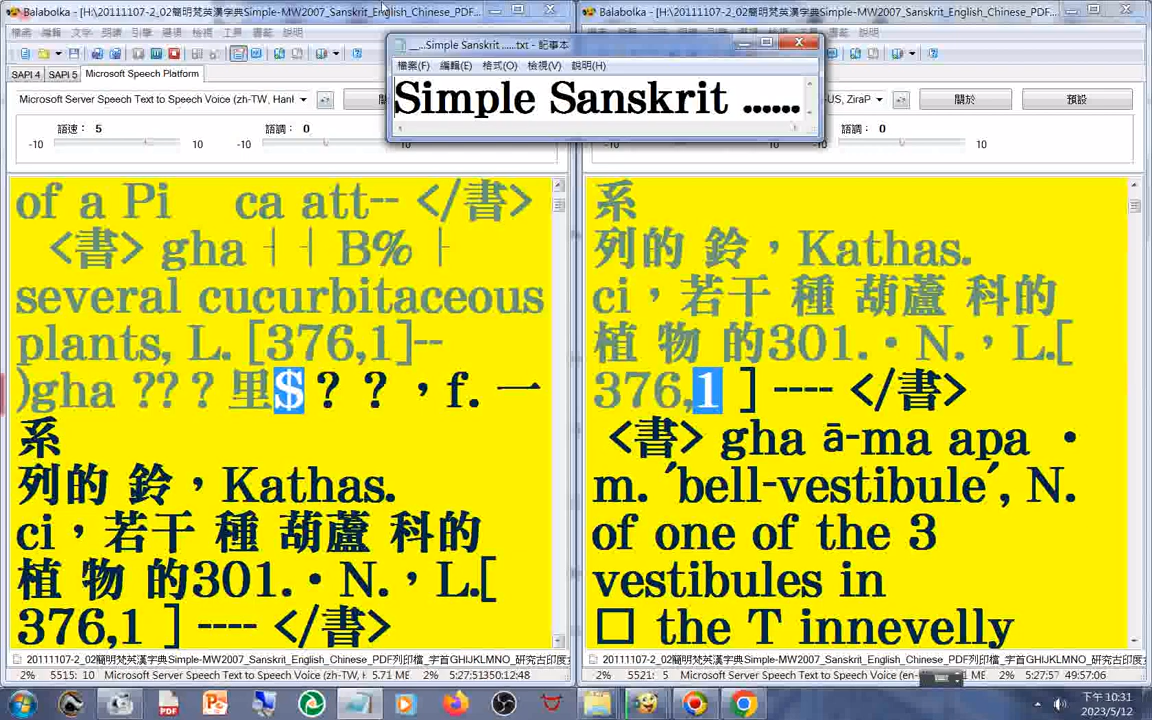 Balabolka - [H:\20111107-2_02簡明梵英漢字典Simple-MW2007_Sanskrit_English_Chinese_PDF...
Balabolka - [H:\20111107-2_02簡明梵英漢字典Simple-MW2007_Sanskrit_English_Chinese_PDF...
__...Simple Sanskrit ......txt - 記事本
檔案(F) 編輯(E) 格式(O) 檢視(V) 說明(H)
Simple Sanskrit ......
SAPI 4 SAPI 5 Microsoft Speech Platform
Microsoft Server Speech Text to Speech Voice (zh-TW, Han
-US, ZiraP
關於
預設
語速: 5
語調: 0
語調: 0
-10 10 -10 10
-10 10
of a Pi ca att-- </書>
<書> gha ┤┤ B% ├
several cucurbitaceous
plants, L. [376,1]--
)gha ??? 里$ ? ? ,f. 一
系
列的 鈴,Kathas.
ci,若干 種 葫蘆 科的
植 物 的301.•N.,L.[
376,1 ] ---- </書>
系
列的 鈴,Kathas.
ci,若干 種 葫蘆 科的
植 物 的301.•N.,L.[
376,1 ] ---- </書>
<書> gha ā-ma apa •
m. ′bell-vestibule′, N.
of one of the 3
vestibules in
□ the T innevelly
20111107-2_02簡明梵英漢字典Simple-MW2007_Sanskrit_English_Chinese_PDF列印檔_字首GHIJKLMNO_研究古印度
20111107-2_02簡明梵英漢字典Simple-MW2007_Sanskrit_English_Chinese_PDF列印檔_字首GHIJKLMNO_研究古印度
2% 5515: 10 Microsoft Server Speech Text to Speech Voice (zh-TW, H 5.71 ME 2% 5:27:51350:12:48
2% 5521: 5 Microsoft Server Speech Text to Speech Voice (en- 2% 5:27:57 49:57:06
下午 10:31
2023/5/12